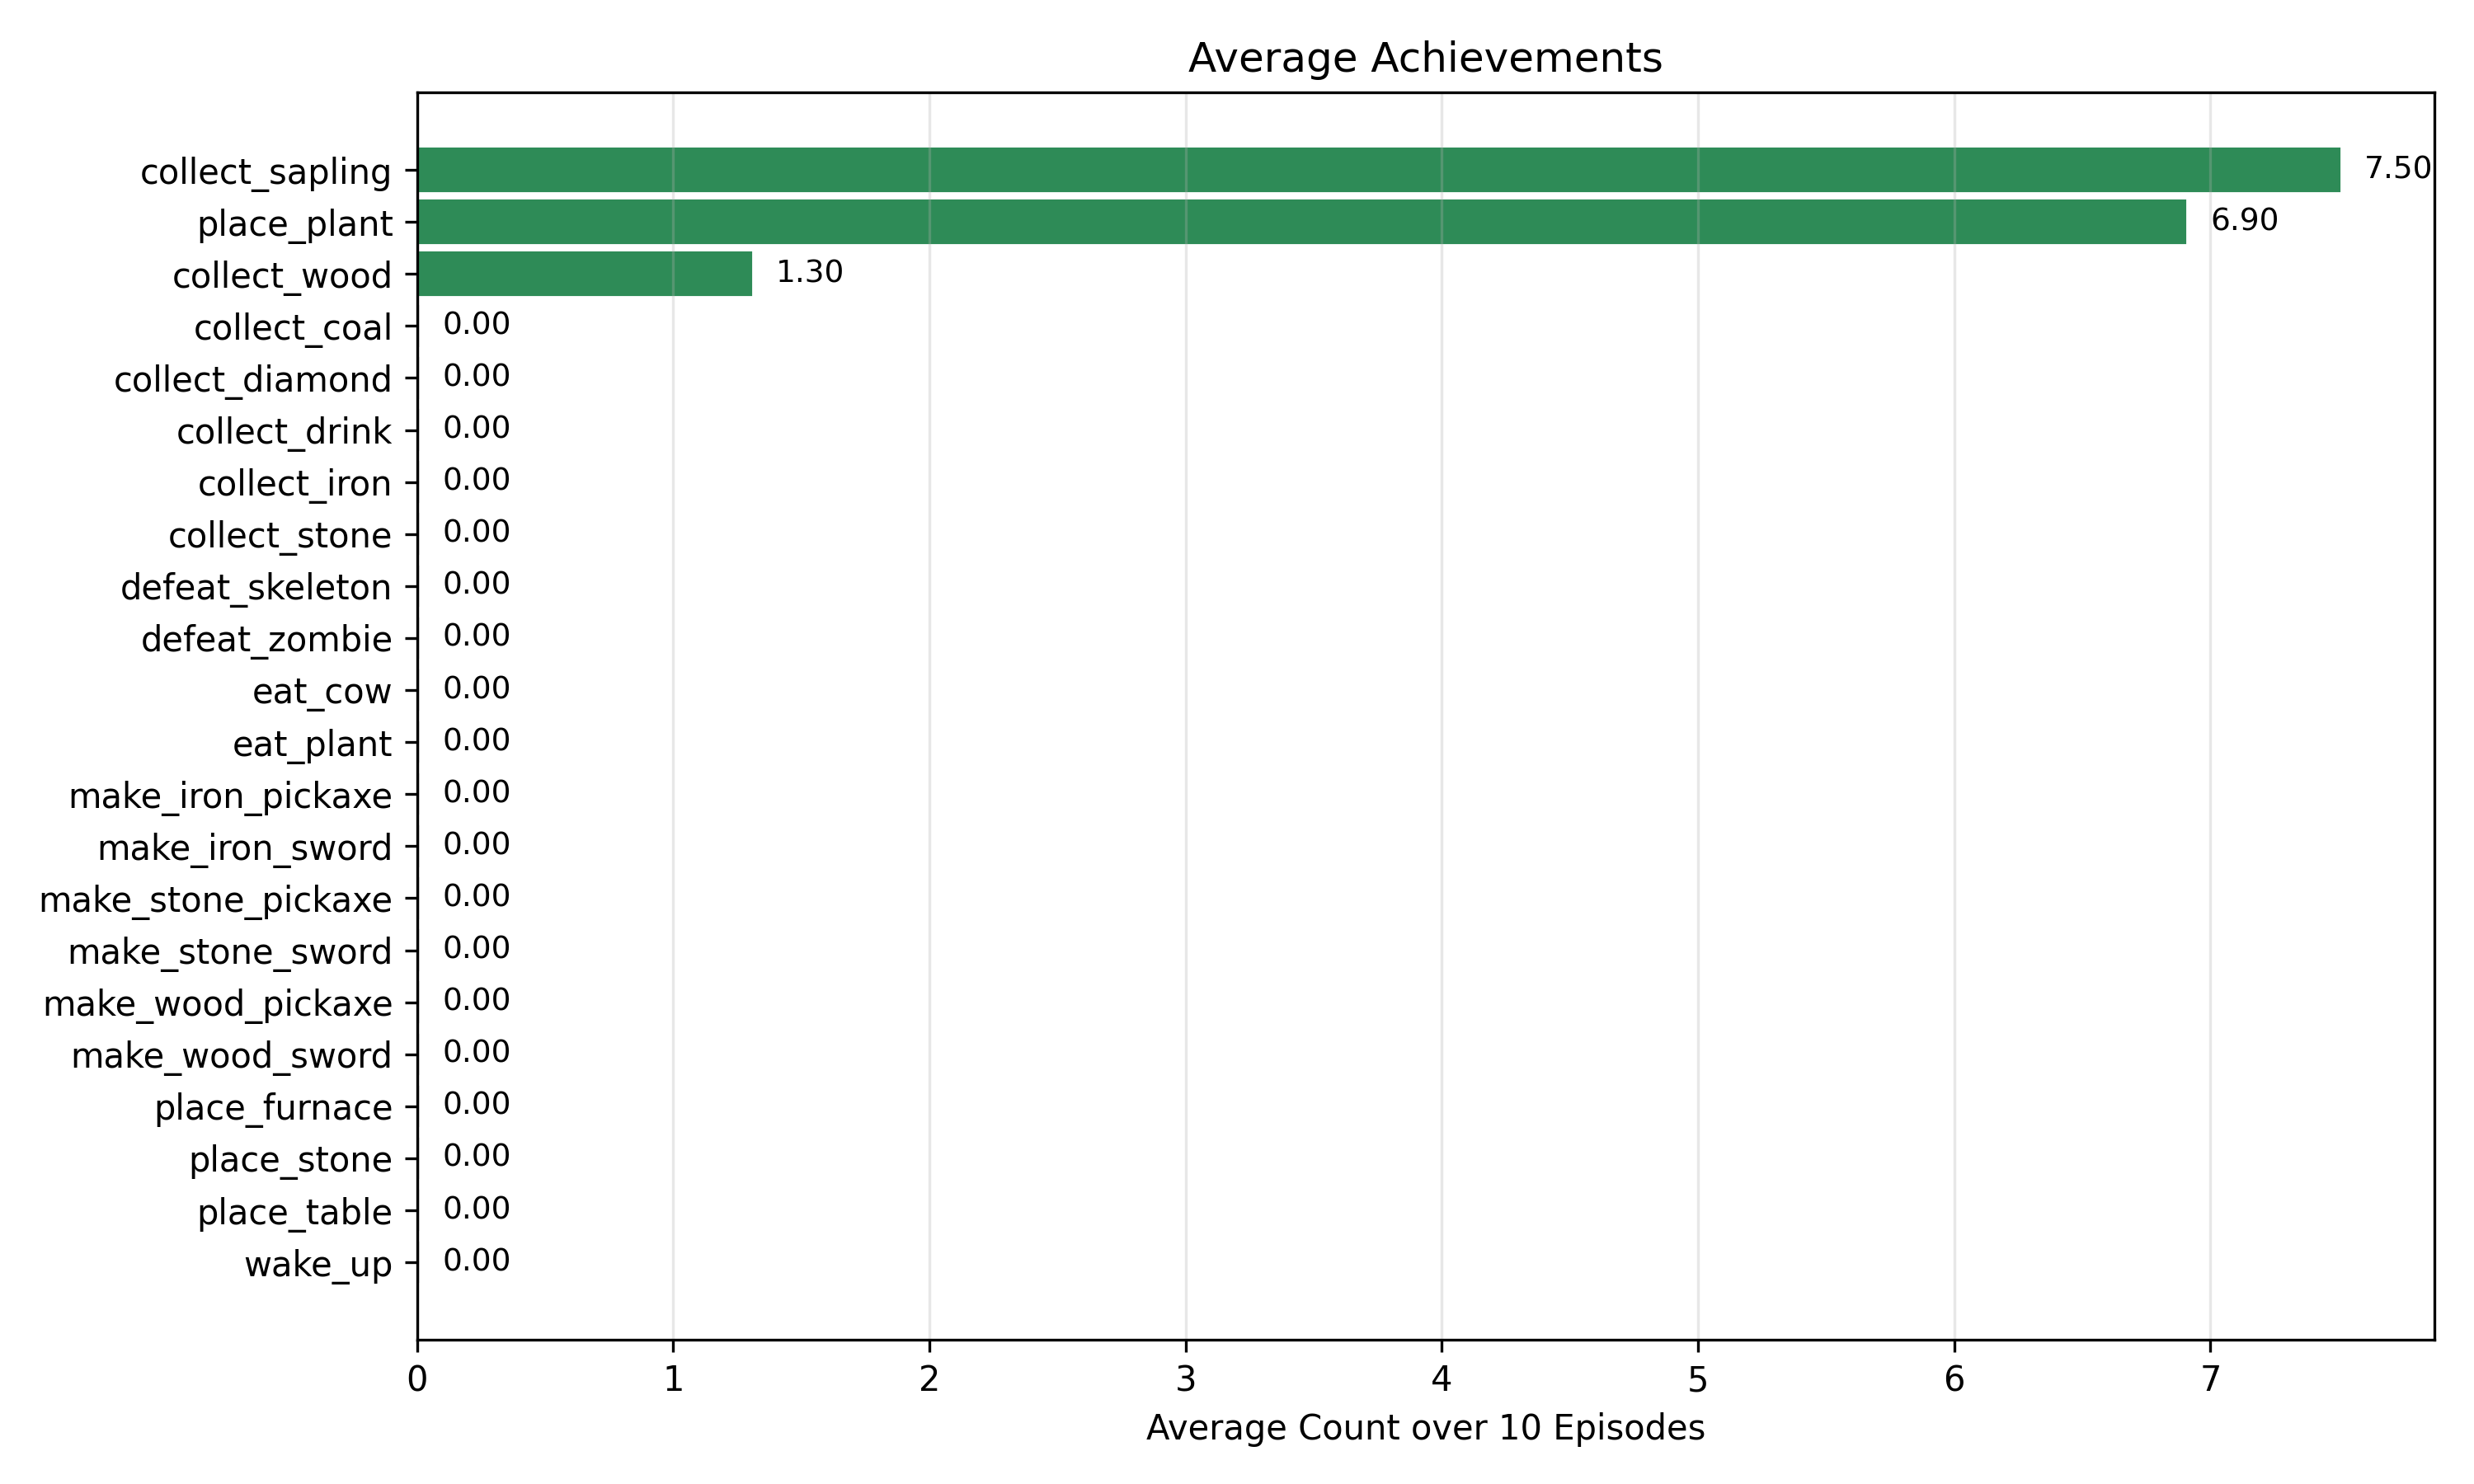 Average Achievements
collect_sapling 7.50
place_plant 6.90
collect_wood 1.30
collect_coal 0.00
collect_diamond 0.00
collect_drink 0.00
collect_iron 0.00
collect_stone 0.00
defeat_skeleton 0.00
defeat_zombie 0.00
eat_cow 0.00
eat_plant 0.00
make_iron_pickaxe 0.00
make_iron_sword 0.00
make_stone_pickaxe 0.00
make_stone_sword 0.00
make_wood_pickaxe 0.00
make_wood_sword 0.00
place_furnace 0.00
place_stone 0.00
place_table 0.00
wake_up 0.00
0 1 2 3 4 5 6 7
Average Count over 10 Episodes